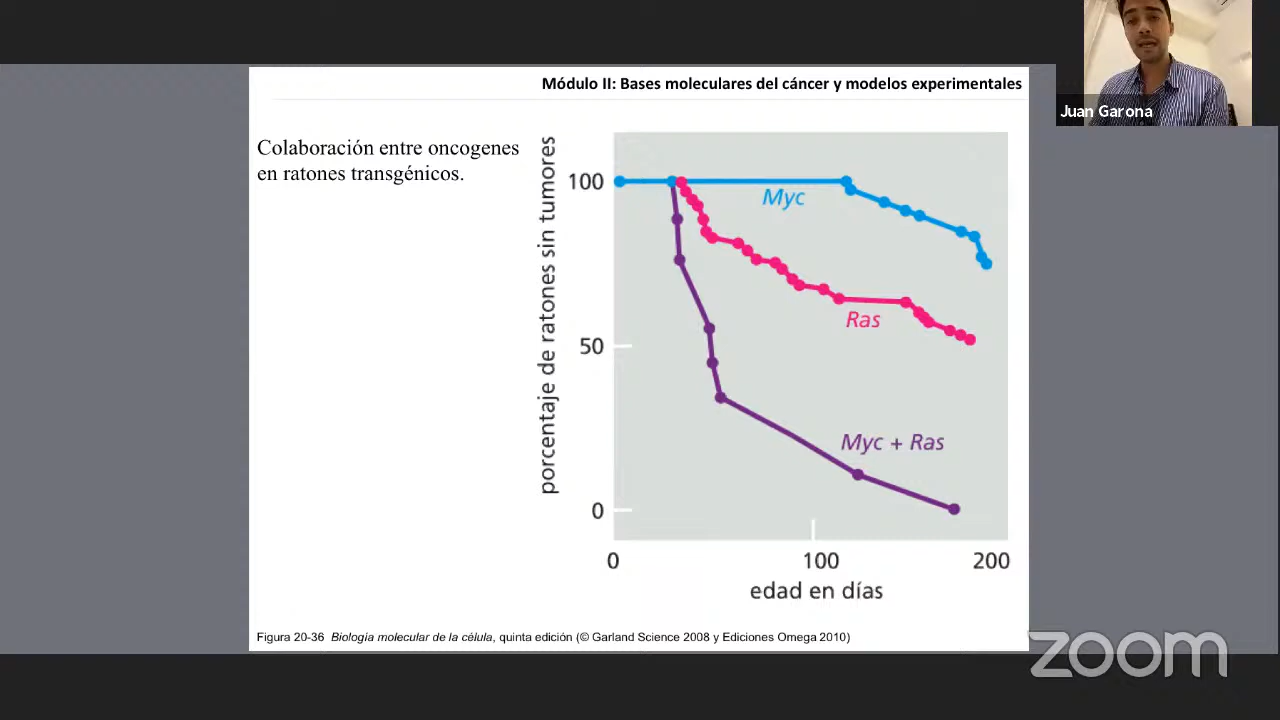 Módulo II: Bases moleculares del cáncer y modelos experimentales
Juan Garona
Colaboración entre oncogenes
en ratones transgénicos.
porcentaje de ratones sin tumores
100
50
0
Myc
Ras
Myc + Ras
0
100
200
edad en días
Figura 20-36 Biología molecular de la célula, quinta edición (© Garland Science 2008 y Ediciones Omega 2010)
zoom